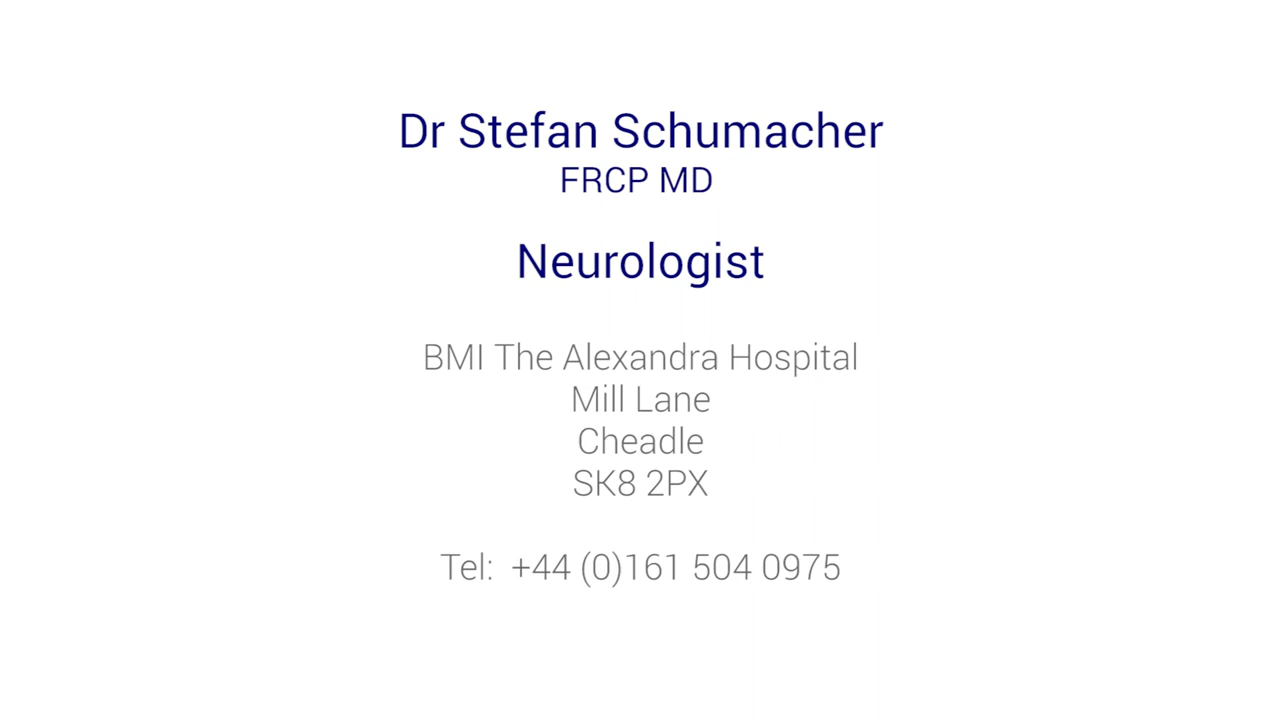 Dr Stefan Schumacher
FRCP MD
Neurologist
BMI The Alexandra Hospital
Mill Lane
Cheadle
SK8 2PX
Tel: +44 (0)161 504 0975